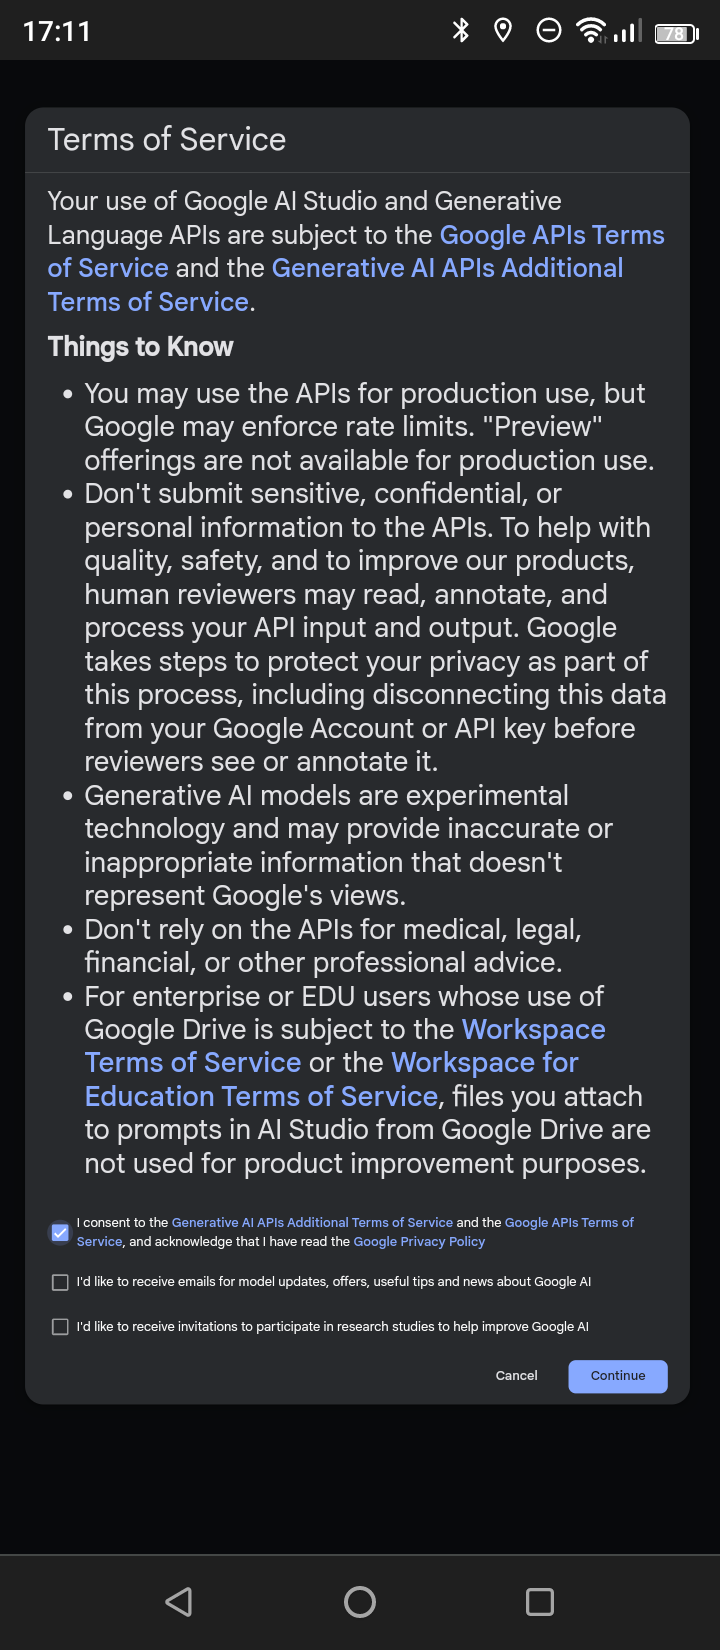 17:11
78
Terms of Service
Your use of Google AI Studio and Generative
Language APIs are subject to the Google APIs Terms
of Service and the Generative AI APIs Additional
Terms of Service.
Things to Know
• You may use the APIs for production use, but
Google may enforce rate limits. "Preview"
offerings are not available for production use.
• Don't submit sensitive, confidential, or
personal information to the APIs. To help with
quality, safety, and to improve our products,
human reviewers may read, annotate, and
process your API input and output. Google
takes steps to protect your privacy as part of
this process, including disconnecting this data
from your Google Account or API key before
reviewers see or annotate it.
• Generative AI models are experimental
technology and may provide inaccurate or
inappropriate information that doesn't
represent Google's views.
• Don't rely on the APIs for medical, legal,
financial, or other professional advice.
• For enterprise or EDU users whose use of
Google Drive is subject to the Workspace
Terms of Service or the Workspace for
Education Terms of Service, files you attach
to prompts in AI Studio from Google Drive are
not used for product improvement purposes.
I consent to the Generative AI APIs Additional Terms of Service and the Google APIs Terms of
Service, and acknowledge that I have read the Google Privacy Policy
I'd like to receive emails for model updates, offers, useful tips and news about Google AI
I'd like to receive invitations to participate in research studies to help improve Google AI
Cancel
Continue